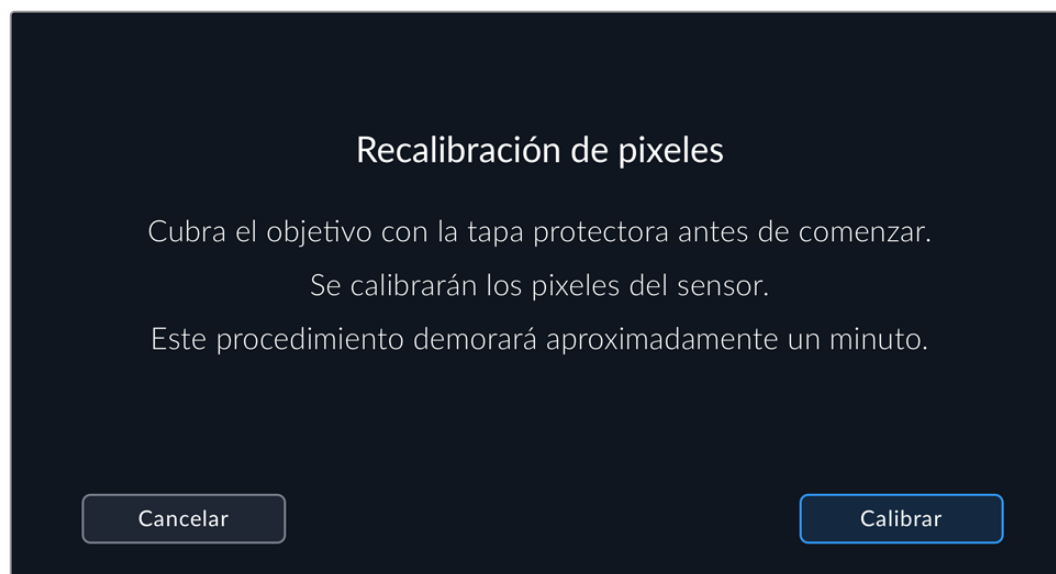 Recalibración de pixeles
Cubra el objetivo con la tapa protectora antes de comenzar.
Se calibrarán los pixeles del sensor.
Este procedimiento demorará aproximadamente un minuto.
Cancelar
Calibrar